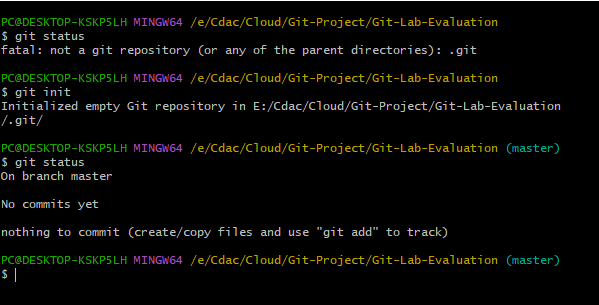 PC@DESKTOP-KSKP5LH MINGW64 /e/Cdac/Cloud/Git-Project/Git-Lab-Evaluation
$ git status
fatal: not a git repository (or any of the parent directories): .git
PC@DESKTOP-KSKP5LH MINGW64 /e/Cdac/Cloud/Git-Project/Git-Lab-Evaluation
$ git init
Initialized empty Git repository in E:/Cdac/Cloud/Git-Project/Git-Lab-Evaluation
/.git/
PC@DESKTOP-KSKP5LH MINGW64 /e/Cdac/Cloud/Git-Project/Git-Lab-Evaluation (master)
$ git status
On branch master
No commits yet
nothing to commit (create/copy files and use "git add" to track)
PC@DESKTOP-KSKP5LH MINGW64 /e/Cdac/Cloud/Git-Project/Git-Lab-Evaluation (master)
$